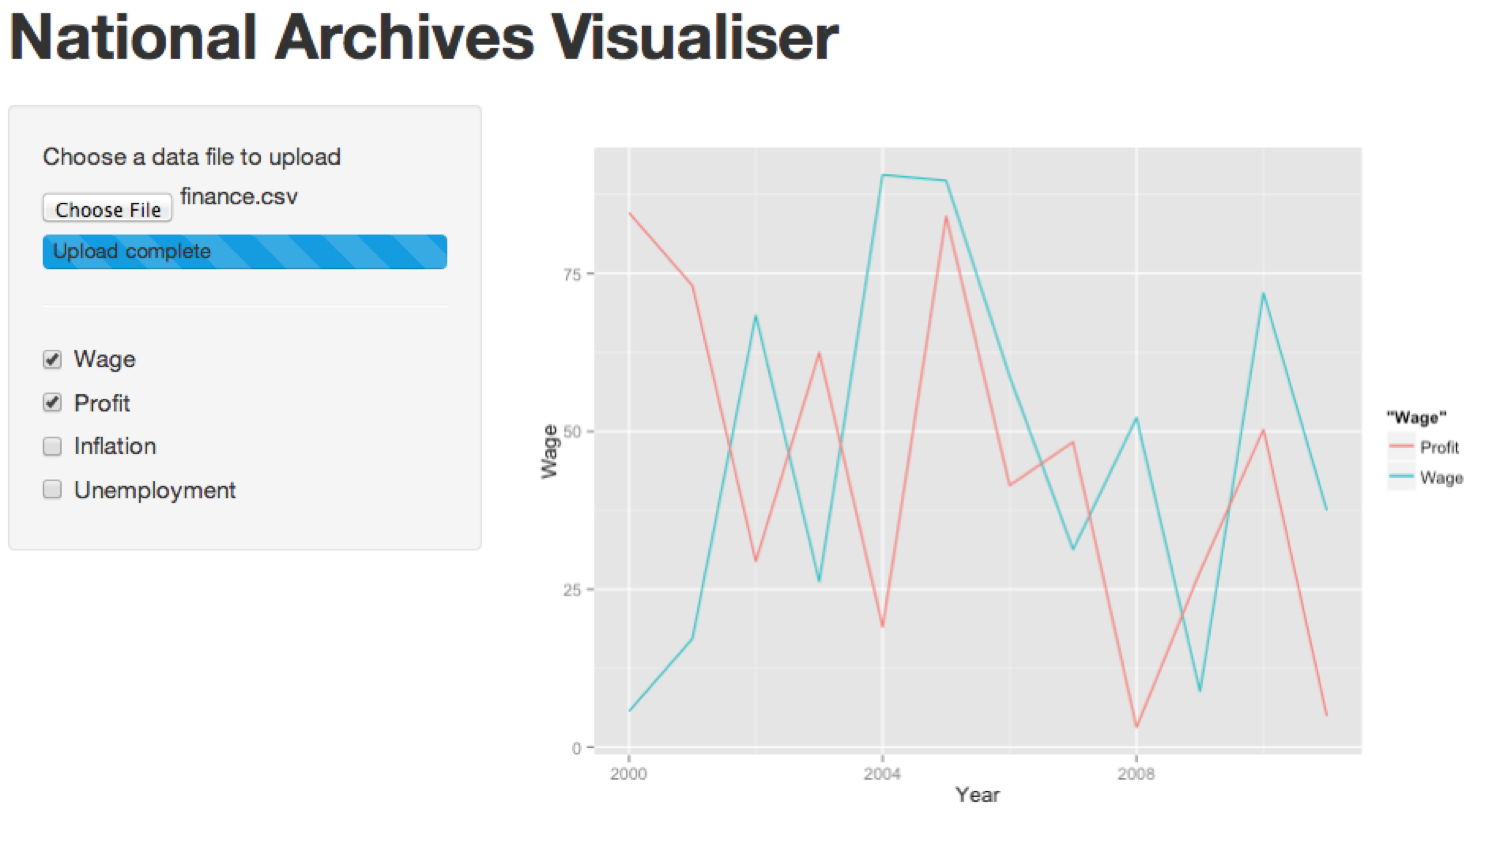 National Archives Visualiser
Choose a data file to upload
Choose File finance.csv
Upload complete
Wage
Profit
Inflation
Unemployment
Wage
75
50
25
0
2000 2004 2008
Year
"Wage"
Profit
Wage